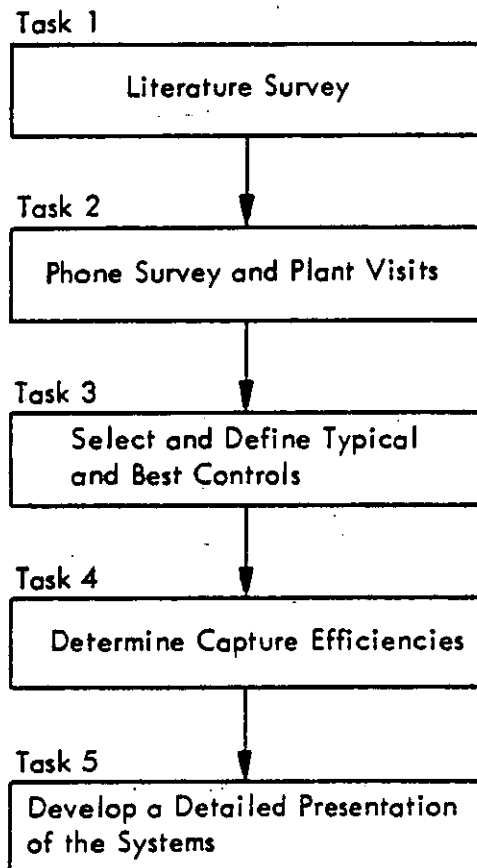 Task 1
Literature Survey
Task 2
Phone Survey and Plant Visits
Task 3
Select and Define Typical
and Best Controls
Task 4
Determine Capture Efficiencies
Task 5
Develop a Detailed Presentation
of the Systems